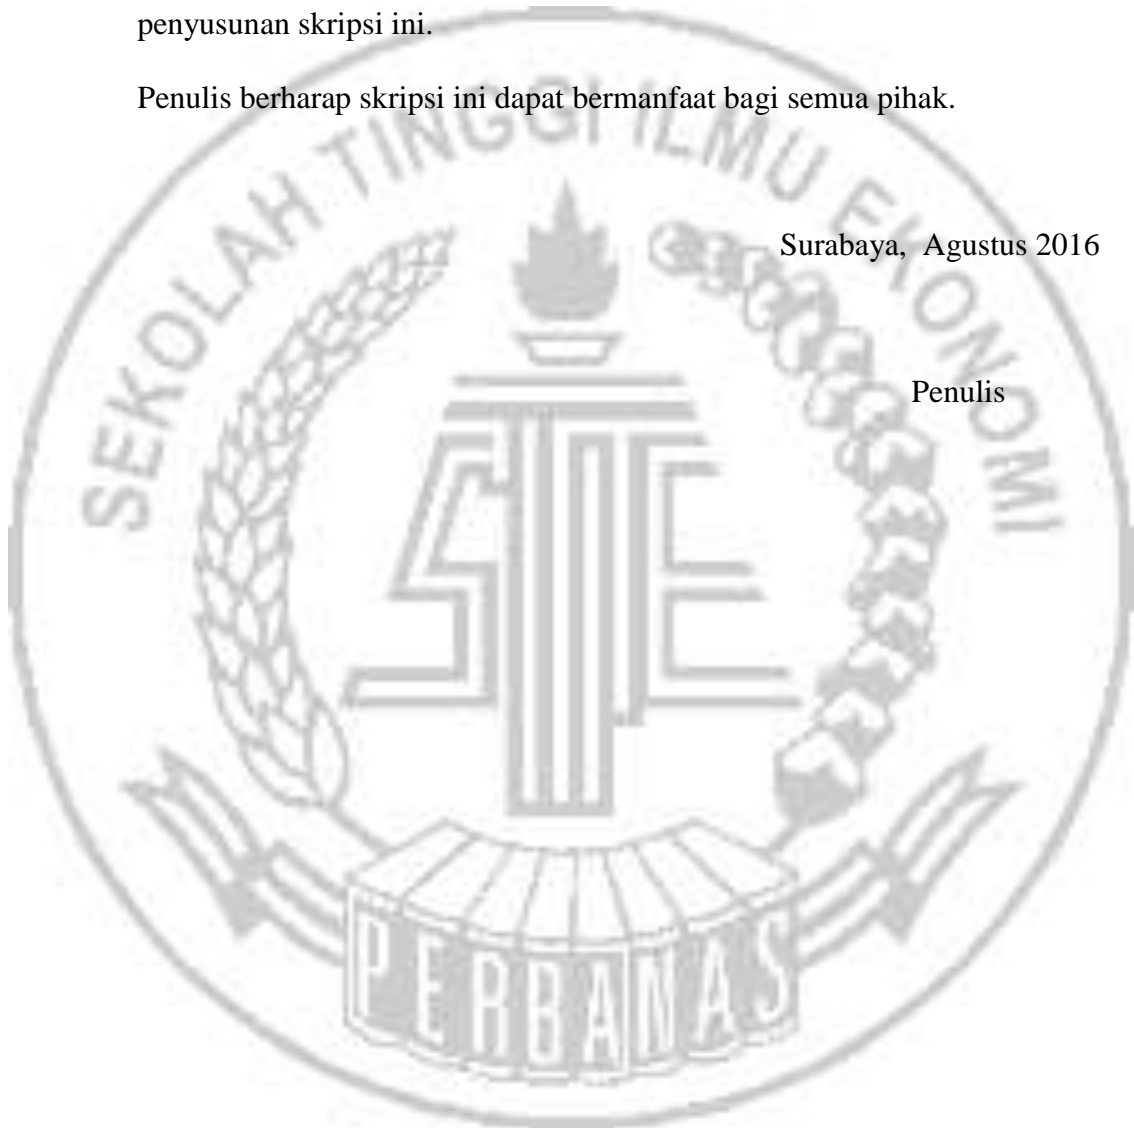 penyusunan skripsi ini.
Penulis berharap skripsi ini dapat bermanfaat bagi semua pihak.
SEKOLAH TINGGI ILMU EKONOMI
Surabaya, Agustus 2016
Penulis
STIE
PERBANAS